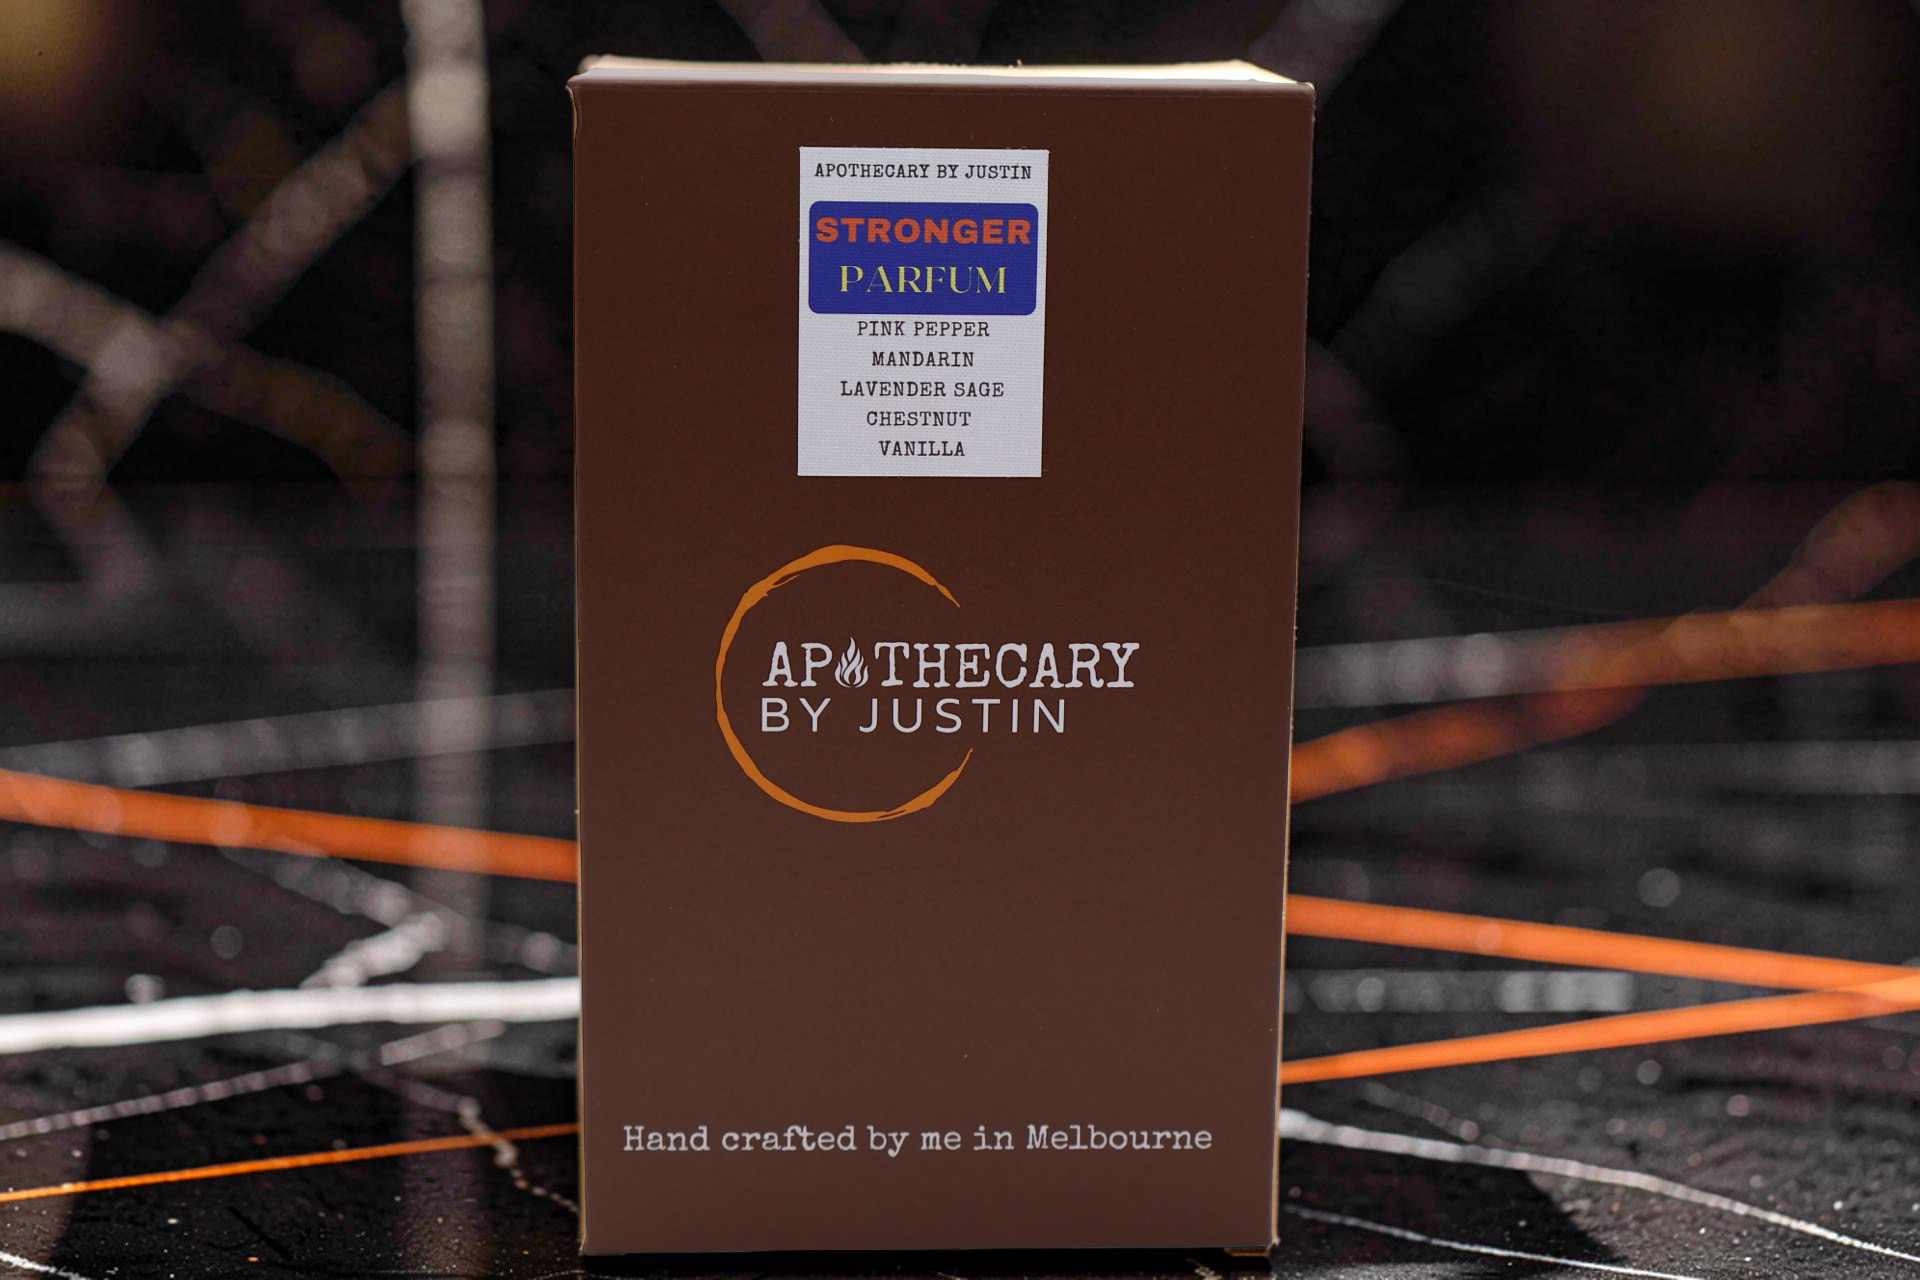 APOTHECARY BY JUSTIN
STRONGER
PARFUM
PINK PEPPER
MANDARIN
LAVENDER SAGE
CHESTNUT
VANILLA
APOTHECARY
BY JUSTIN
Hand crafted by me in Melbourne